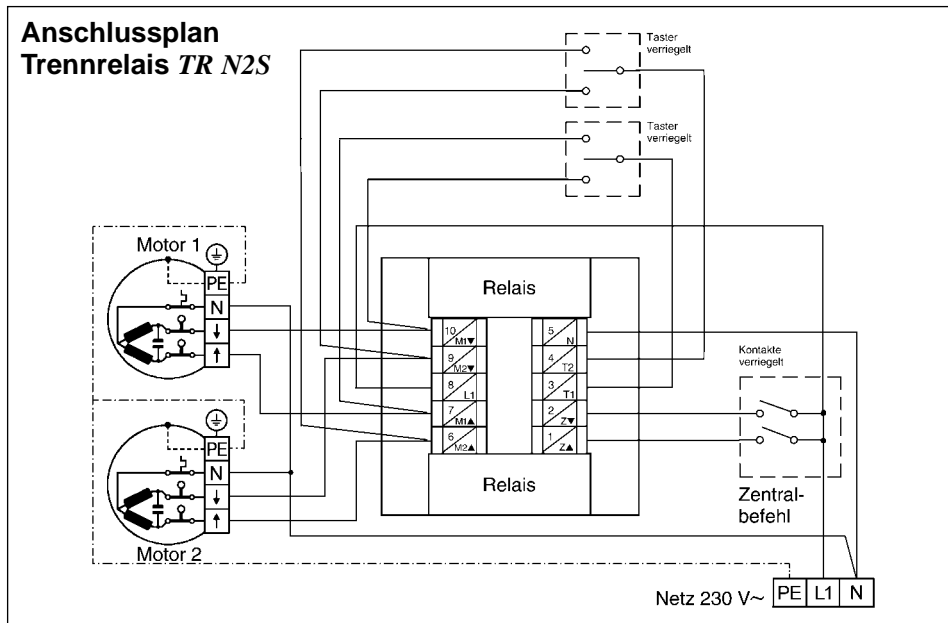 Anschlussplan
Trennrelais TR N2S
Taster
verriegelt
Taster
verriegelt
Motor 1
PE
N
↓
↑
Relais
10 M1▼
9 M2▼
8 L1
7 M1▲
6 M2▲
5 N
4 T2
3 T1
2 Z▼
1 Z▲
Relais
Kontakte
verriegelt
Zentral-
befehl
PE
N
↓
↑
Motor 2
Netz 230 V~ PE L1 N